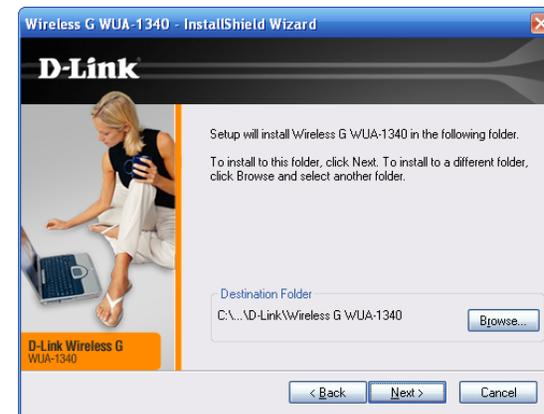 Wireless G WUA-1340 - InstallShield Wizard
D-Link
Setup will install Wireless G WUA-1340 in the following folder.
To install to this folder, click Next. To install to a different folder,
click Browse and select another folder.
Destination Folder
C:\...\D-Link\Wireless G WUA-1340
Browse...
D-Link Wireless G
WUA-1340
< Back
Next >
Cancel